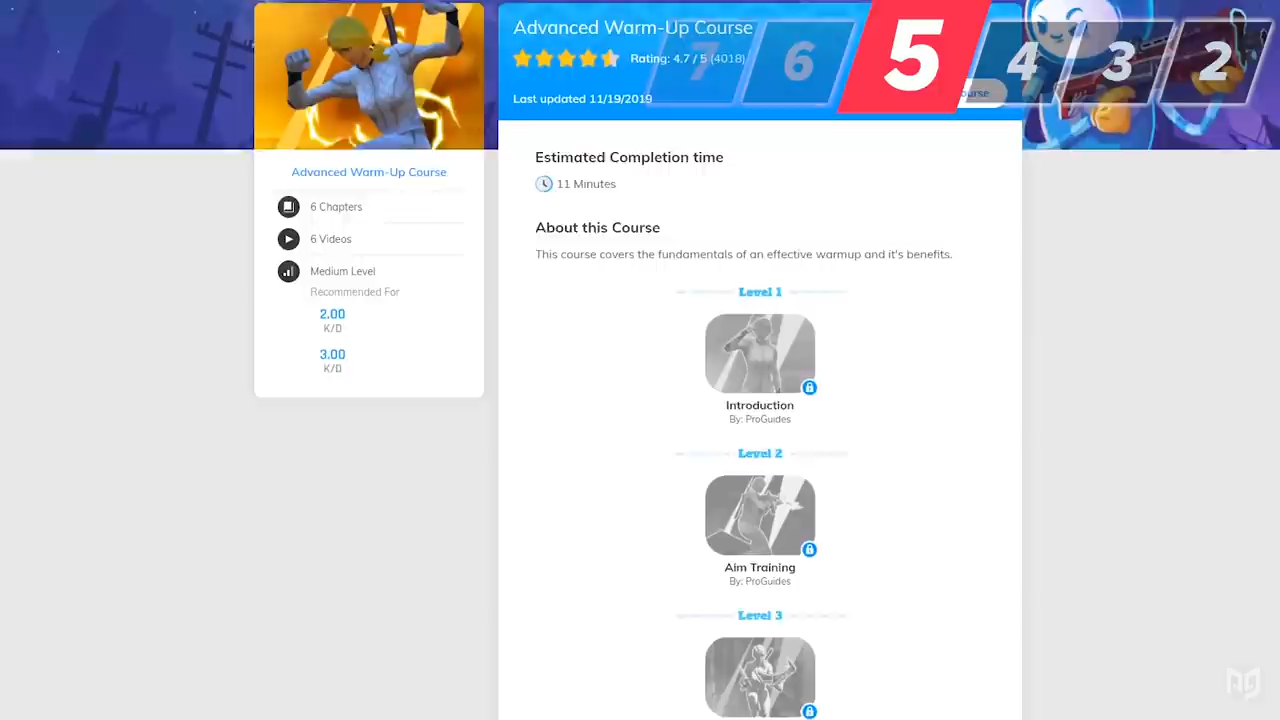 Advanced Warm-Up Course
7 6 5 4 3 2
Rating: 4.7 / 5 (4018)
Last updated 11/19/2019
Estimated Completion time
11 Minutes
About this Course
This course covers the fundamentals of an effective warmup and it's benefits.
Advanced Warm-Up Course
6 Chapters
6 Videos
Medium Level
Recommended For
2.00
K/D
3.00
K/D
Level 1
Introduction
By: ProGuides
Level 2
Aim Training
By: ProGuides
Level 3